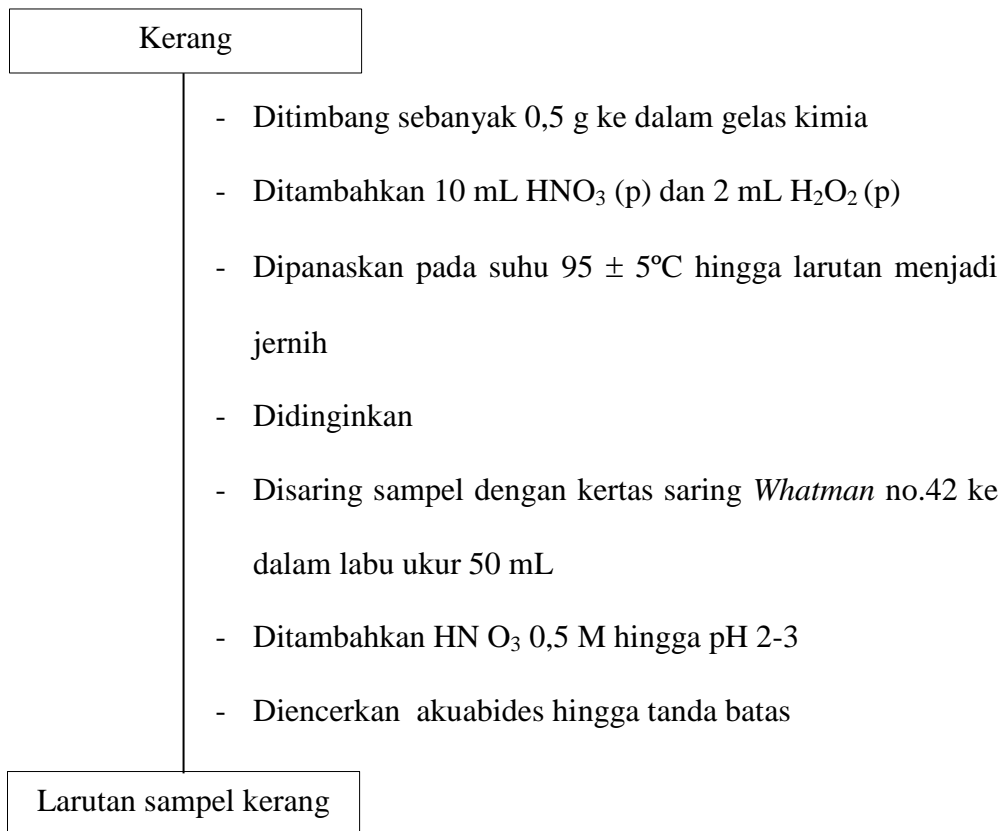 Kerang
- Ditimbang sebanyak 0,5 g ke dalam gelas kimia
- Ditambahkan 10 mL HNO₃ (p) dan 2 mL H₂O₂ (p)
- Dipanaskan pada suhu 95 ± 5ºC hingga larutan menjadi
jernih
- Didinginkan
- Disaring sampel dengan kertas saring Whatman no.42 ke
dalam labu ukur 50 mL
- Ditambahkan HN O₃ 0,5 M hingga pH 2-3
- Diencerkan akuabides hingga tanda batas
Larutan sampel kerang